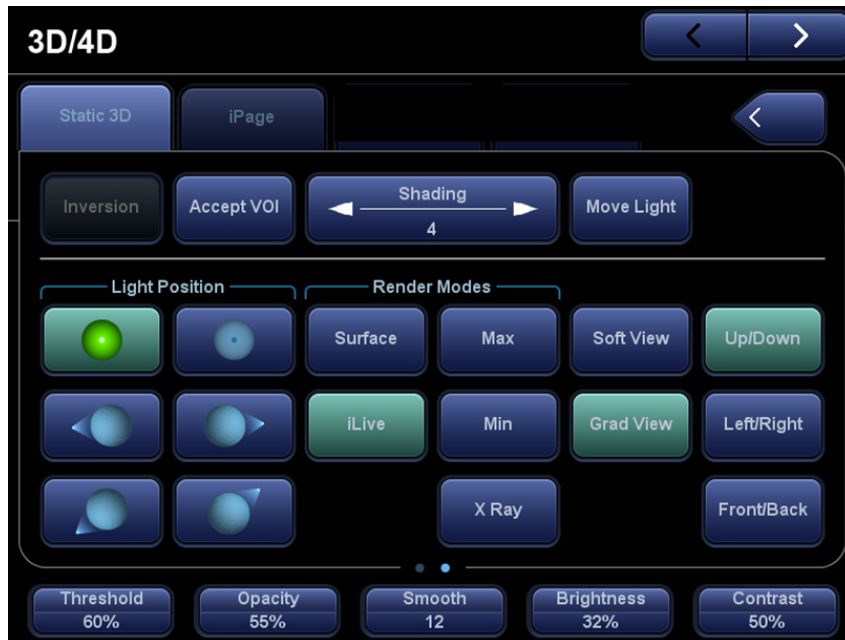 3D/4D
Static 3D
iPage
Inversion
Accept VOI
Shading
4
Move Light
Light Position
Render Modes
Surface
Max
Soft View
Up/Down
iLive
Min
Grad View
Left/Right
X Ray
Front/Back
Threshold
60%
Opacity
55%
Smooth
12
Brightness
32%
Contrast
50%